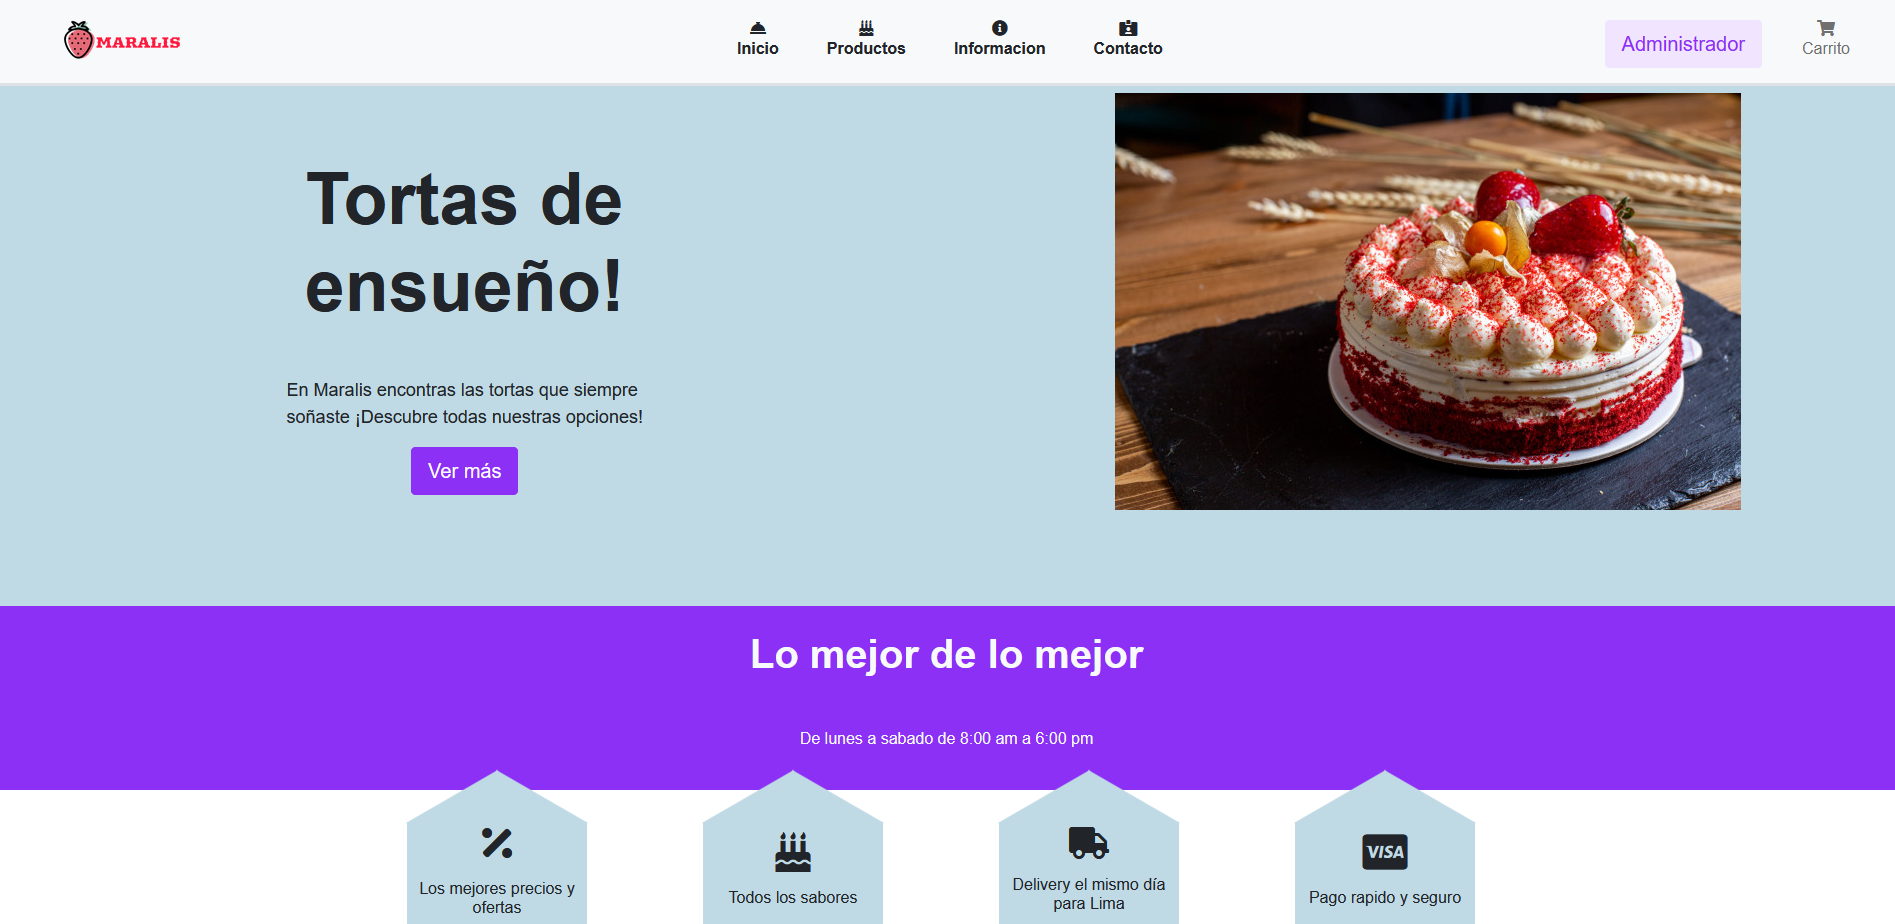 MARALIS
Inicio
Productos
Informacion
Contacto
Administrador
Carrito
Tortas de
ensueño!
En Maralis encontras las tortas que siempre
soñaste ¡Descubre todas nuestras opciones!
Ver más
Lo mejor de lo mejor
De lunes a sabado de 8:00 am a 6:00 pm
Los mejores precios y
ofertas
Todos los sabores
Delivery el mismo día
para Lima
VISA
Pago rapido y seguro